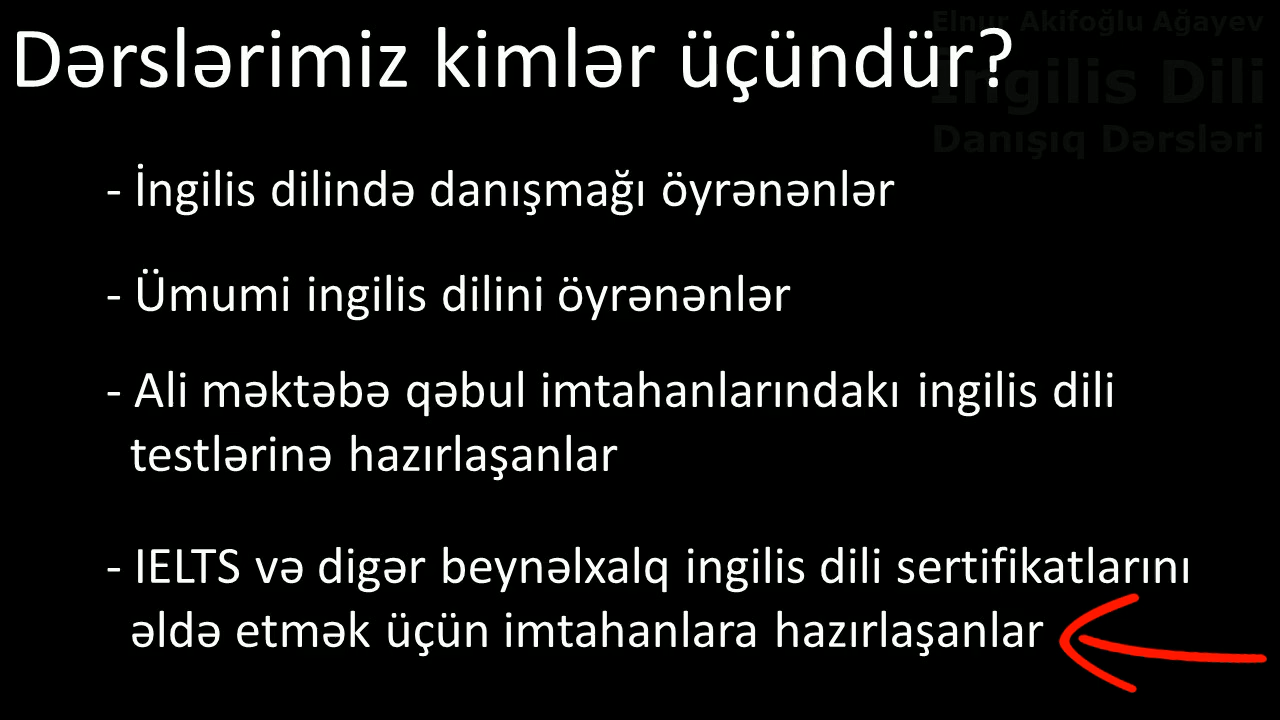 Elnur Akifoğlu Ağayev
İngilis Dili
Danışıq Dərsləri
Dərslərimiz kimlər üçündür?
- İngilis dilində danışmağı öyrənənlər
- Ümumi ingilis dilini öyrənənlər
- Ali məktəbə qəbul imtahanlarındakı ingilis dili
testlərinə hazırlaşanlar
- IELTS və digər beynəlxalq ingilis dili sertifikatlarını
əldə etmək üçün imtahanlara hazırlaşanlar